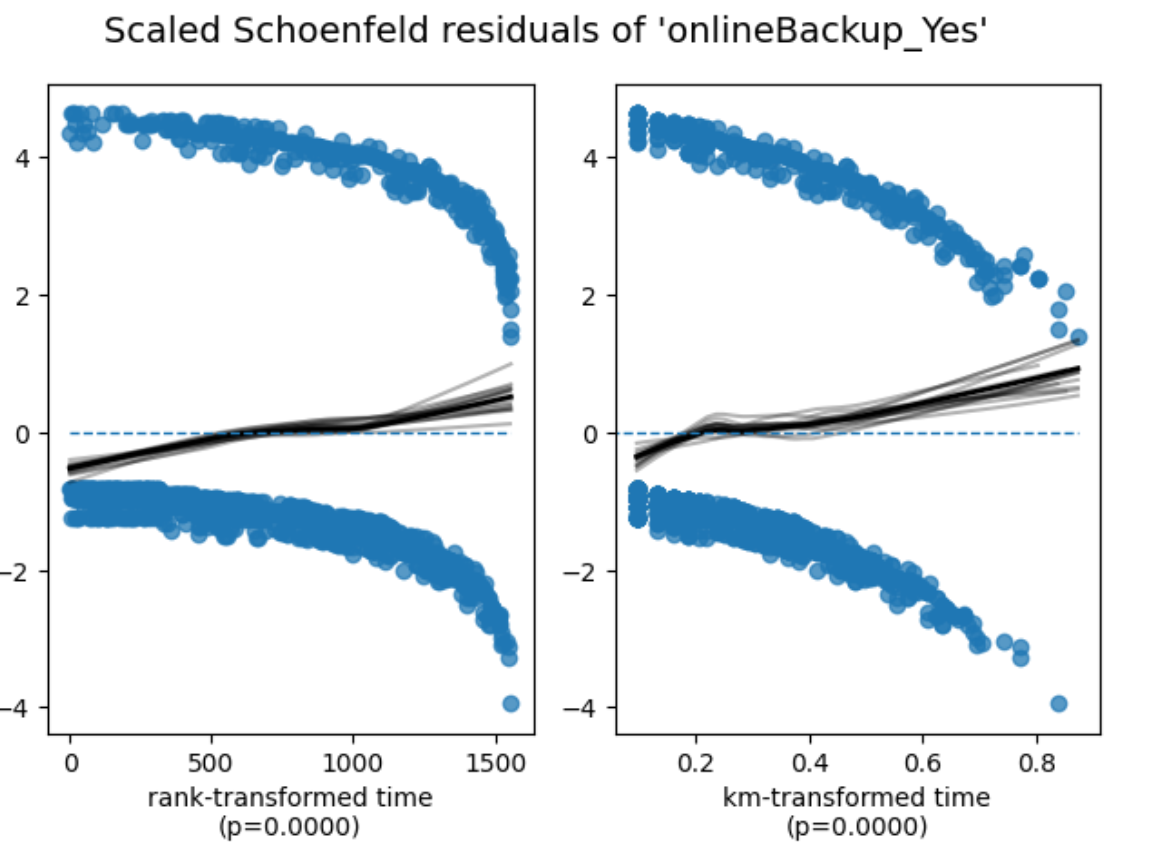 Scaled Schoenfeld residuals of 'onlineBackup_Yes'
4
2
0
−2
−4
0 500 1000 1500
rank-transformed time
(p=0.0000)
4
2
0
−2
−4
0.2 0.4 0.6 0.8
km-transformed time
(p=0.0000)